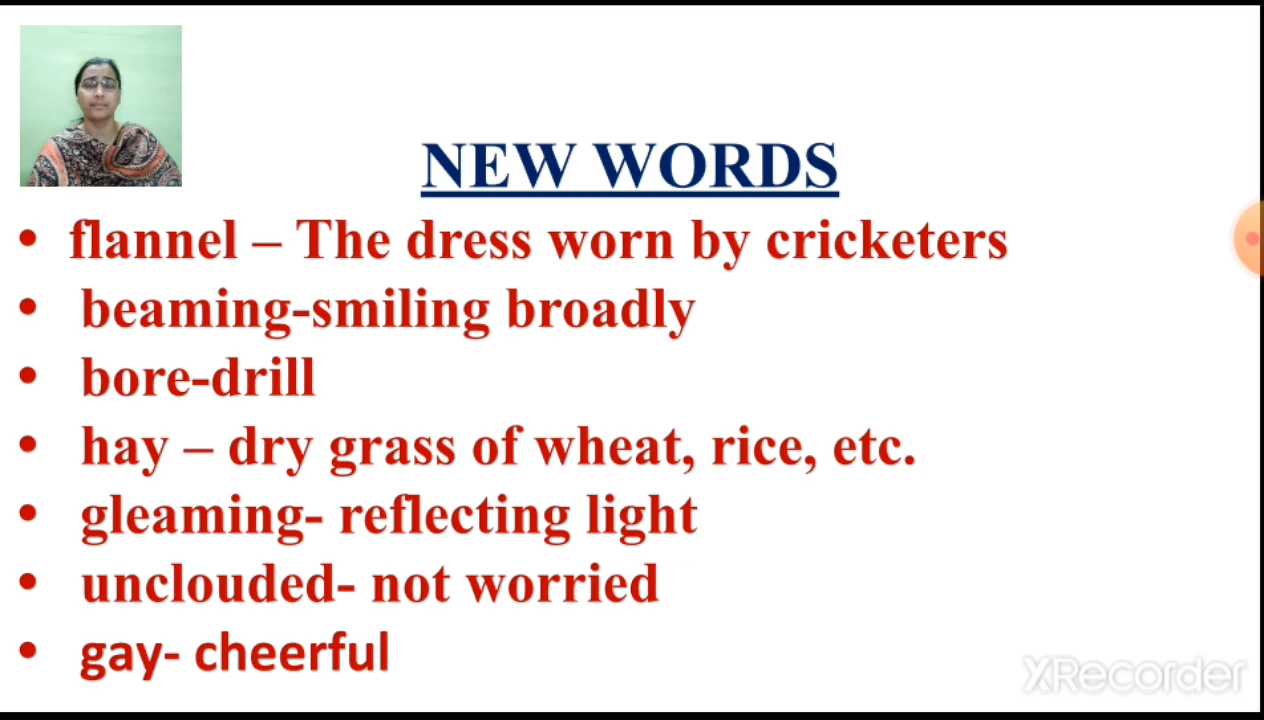 NEW WORDS
• flannel – The dress worn by cricketers
• beaming-smiling broadly
• bore-drill
• hay – dry grass of wheat, rice, etc.
• gleaming- reflecting light
• unclouded- not worried
• gay- cheerful
XRecorder